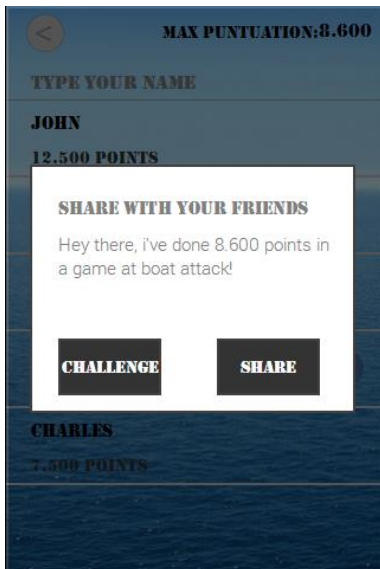 <
MAX PUNTUATION:8.600
TYPE YOUR NAME
JOHN
12.500 POINTS
SHARE WITH YOUR FRIENDS
Hey there, i've done 8.600 points in
a game at boat attack!
CHALLENGE
SHARE
CHARLES
7.500 POINTS